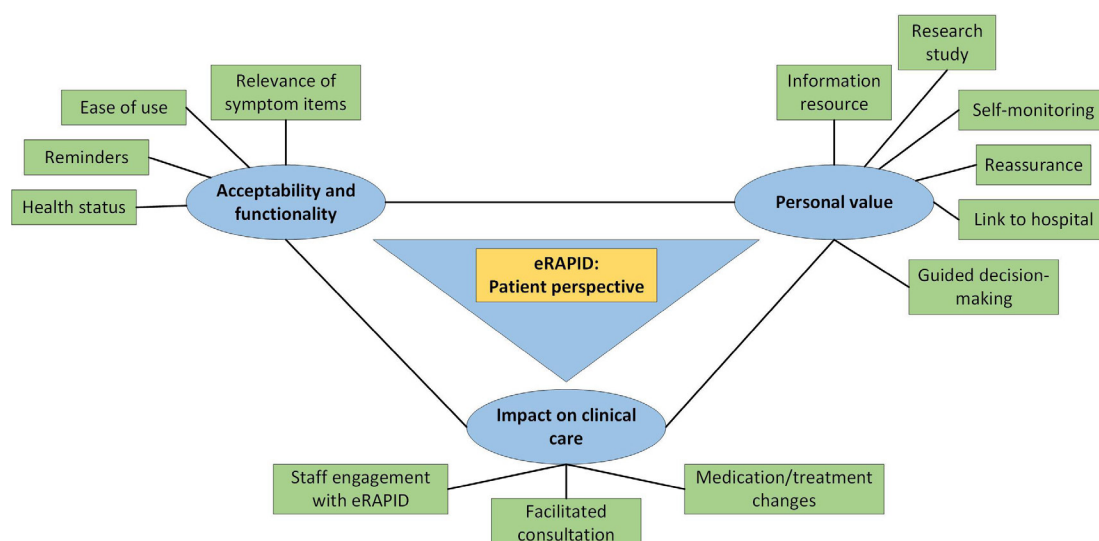 Research
study
Relevance of
symptom items
Information
resource
Ease of use
Self-monitoring
Reminders
Reassurance
Acceptability and
functionality
Personal value
Health status
Link to hospital
eRAPID:
Patient perspective
Guided decision-
making
Impact on clinical
care
Staff engagement
with eRAPID
Medication/treatment
changes
Facilitated
consultation